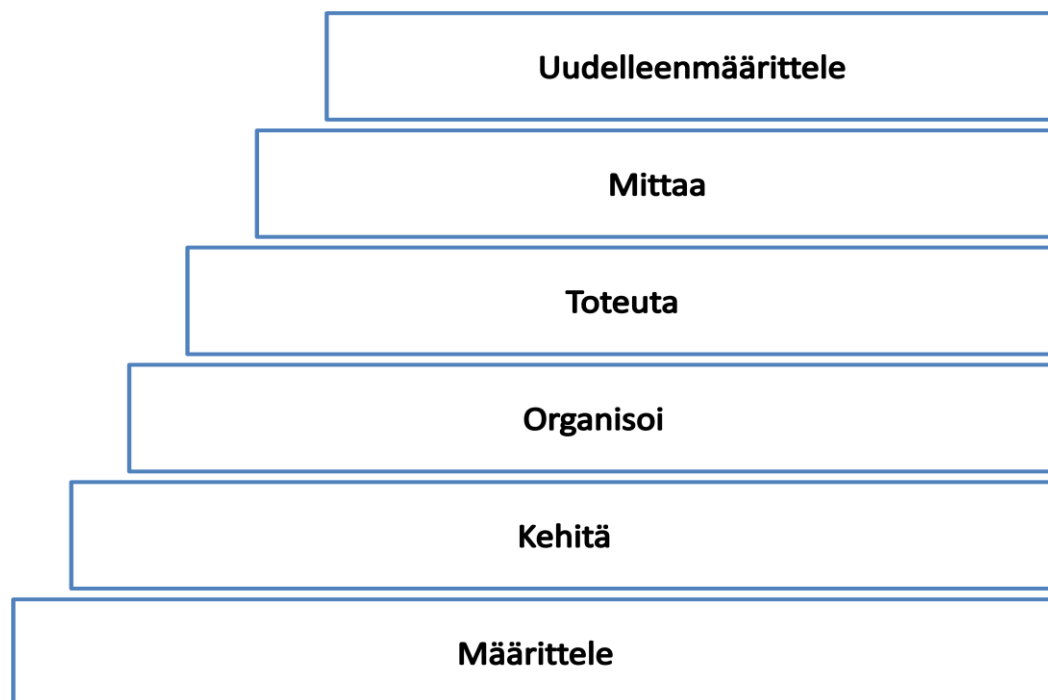 Uudelleenmäärittele
Mittaa
Toteuta
Organisoi
Kehitä
Määrittele